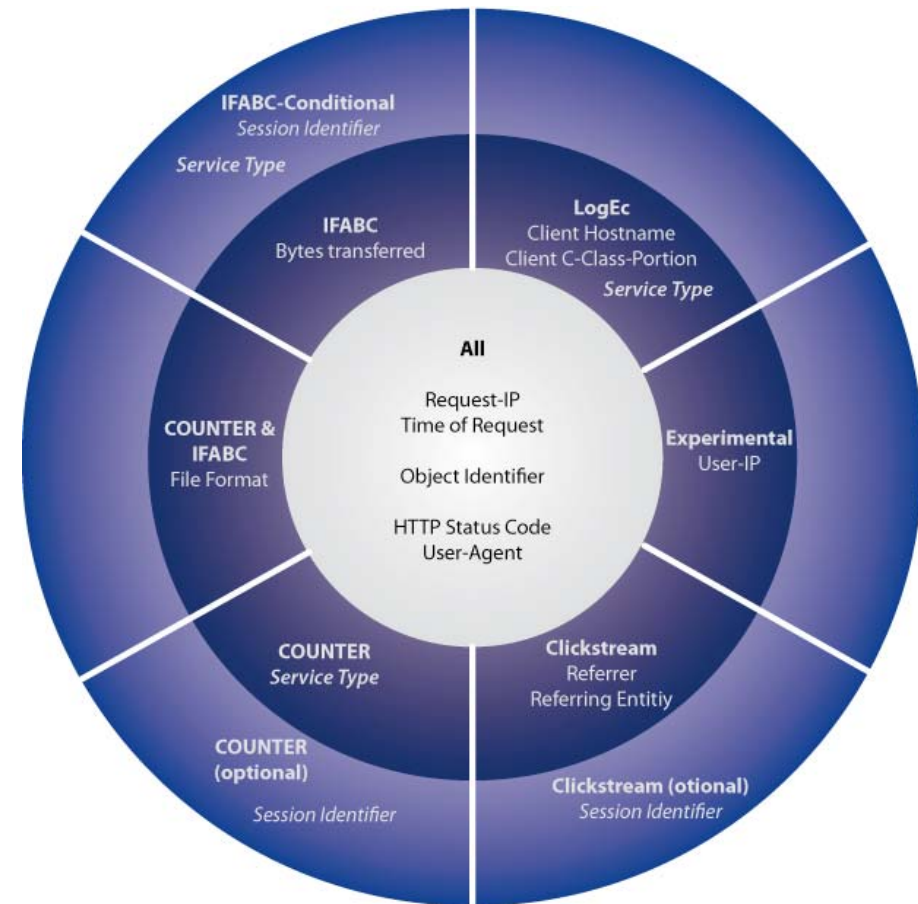 IFABC-Conditional
Session Identifier
Service Type
IFABC
Bytes transferred
LogEc
Client Hostname
Client C-Class-Portion
Service Type
All
Request-IP
Time of Request
Object Identifier
HTTP Status Code
User-Agent
COUNTER &
IFABC
File Format
Experimental
User-IP
COUNTER
Service Type
Clickstream
Referrer
Referring Entitiy
COUNTER
(optional)
Session Identifier
Clickstream (otional)
Session Identifier